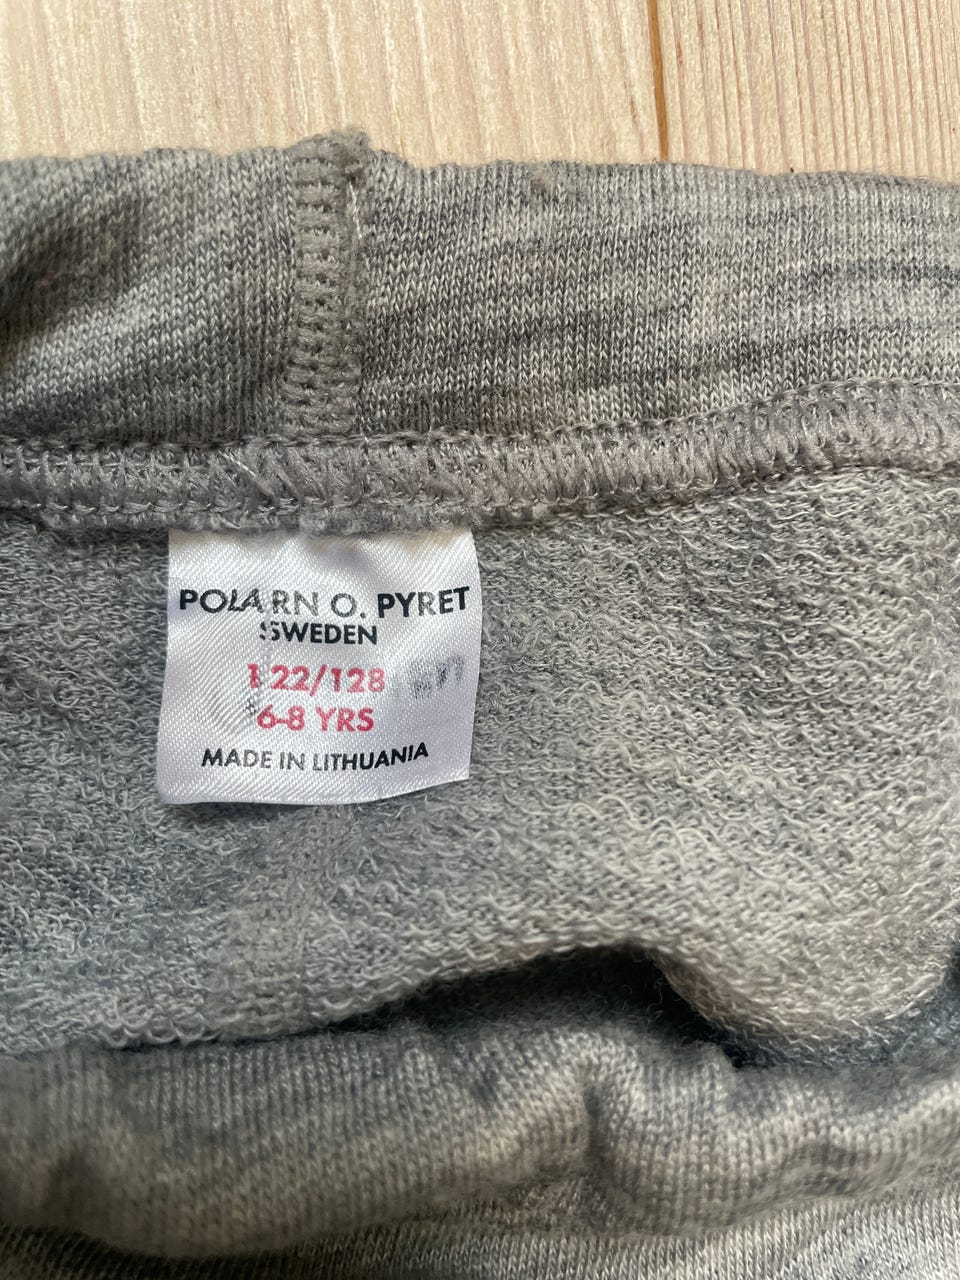 POLARN O. PYRET
SWEDEN
122/128
6-8 YRS
MADE IN LITHUANIA